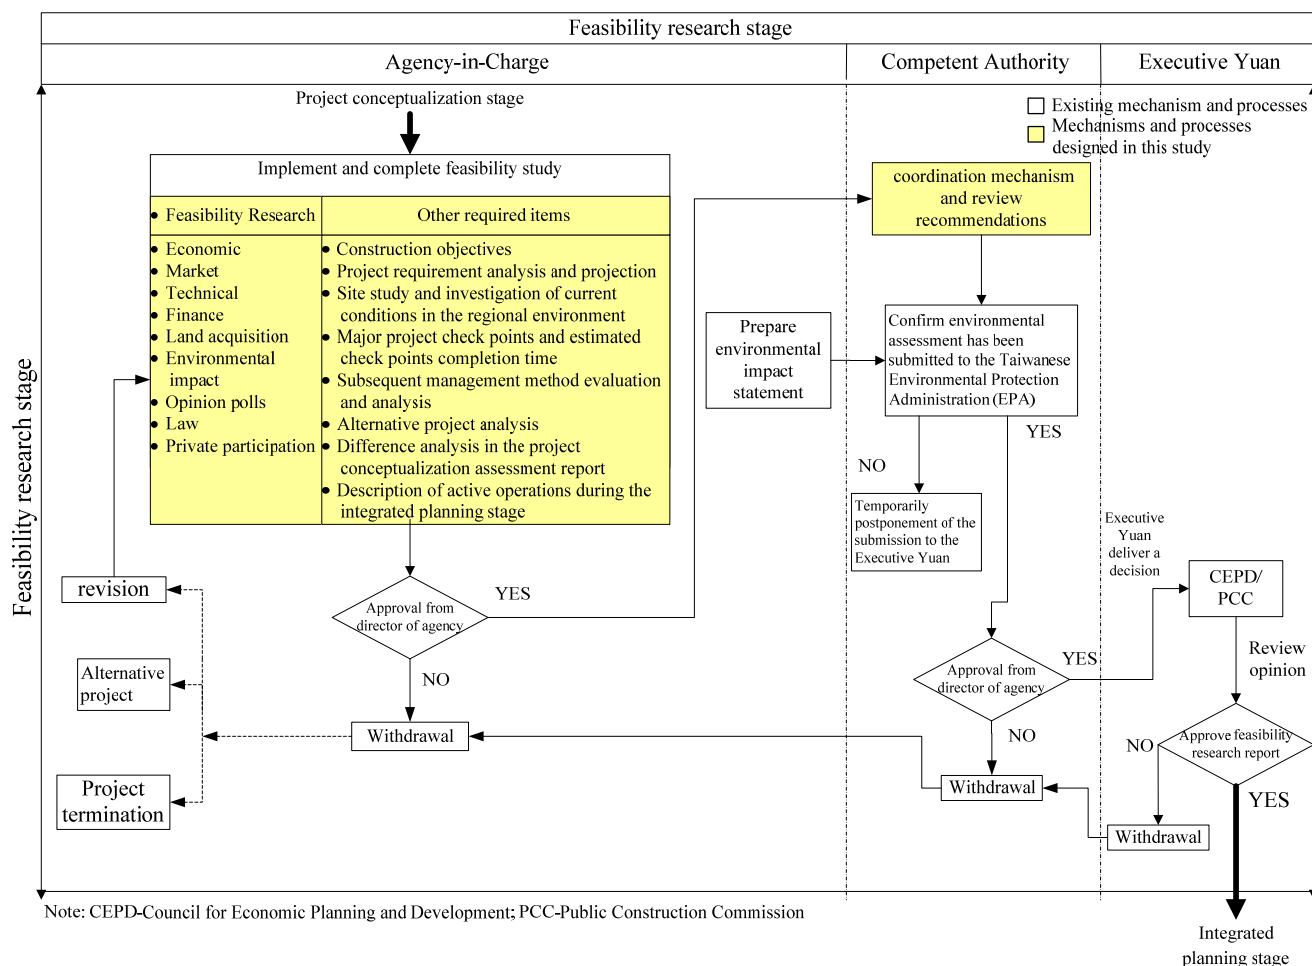 Feasibility research stage
Agency-in-Charge
Competent Authority
Executive Yuan
Project conceptualization stage
Existing mechanism and processes
Mechanisms and processes
designed in this study
Implement and complete feasibility study
• Feasibility Research
Other required items
• Economic
• Market
• Technical
• Finance
• Land acquisition
• Environmental
impact
• Opinion polls
• Law
• Private participation
• Construction objectives
• Project requirement analysis and projection
• Site study and investigation of current
conditions in the regional environment
• Major project check points and estimated
check points completion time
• Subsequent management method evaluation
and analysis
• Alternative project analysis
• Difference analysis in the project
conceptualization assessment report
• Description of active operations during the
integrated planning stage
coordination mechanism
and review
recommendations
Prepare
environmental
impact
statement
Confirm environmental
assessment has been
submitted to the Taiwanese
Environmental Protection
Administration (EPA)
YES
NO
Temporarily
postponement of the
submission to the
Executive Yuan
Executive
Yuan
deliver a
decision
CEPD/
PCC
Review
opinion
Feasibility research stage
revision
Approval from
director of agency
YES
NO
Alternative
project
Withdrawal
Project
termination
Approval from
director of agency
YES
NO
Withdrawal
Approve feasibility
research report
NO
YES
Withdrawal
Note: CEPD-Council for Economic Planning and Development; PCC-Public Construction Commission
Integrated
planning stage